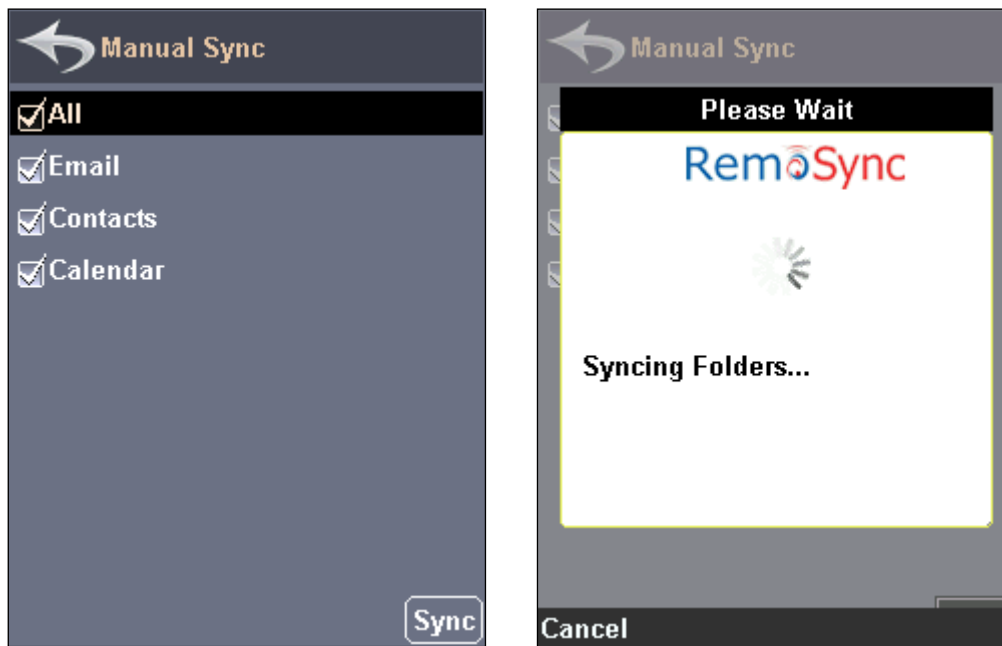 Manual Sync
All
Email
Contacts
Calendar
Sync
Manual Sync
Please Wait
RemoSync
Syncing Folders...
Cancel